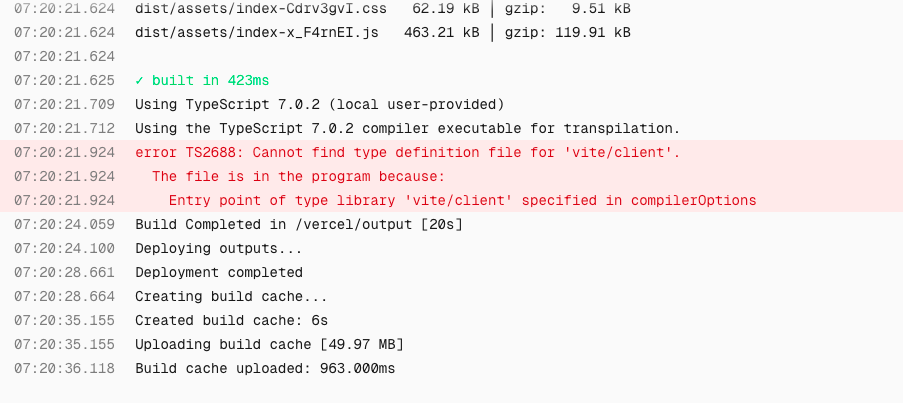 07:20:21.624 dist/assets/index-Cdrv3gvI.css 62.19 kB │ gzip: 9.51 kB
07:20:21.624 dist/assets/index-x_F4rnEI.js 463.21 kB │ gzip: 119.91 kB
07:20:21.624
07:20:21.625 ✓ built in 423ms
07:20:21.709 Using TypeScript 7.0.2 (local user-provided)
07:20:21.712 Using the TypeScript 7.0.2 compiler executable for transpilation.
07:20:21.924 error TS2688: Cannot find type definition file for 'vite/client'.
07:20:21.924 The file is in the program because:
07:20:21.924 Entry point of type library 'vite/client' specified in compilerOptions
07:20:24.059 Build Completed in /vercel/output [20s]
07:20:24.100 Deploying outputs...
07:20:28.661 Deployment completed
07:20:28.664 Creating build cache...
07:20:35.155 Created build cache: 6s
07:20:35.155 Uploading build cache [49.97 MB]
07:20:36.118 Build cache uploaded: 963.000ms